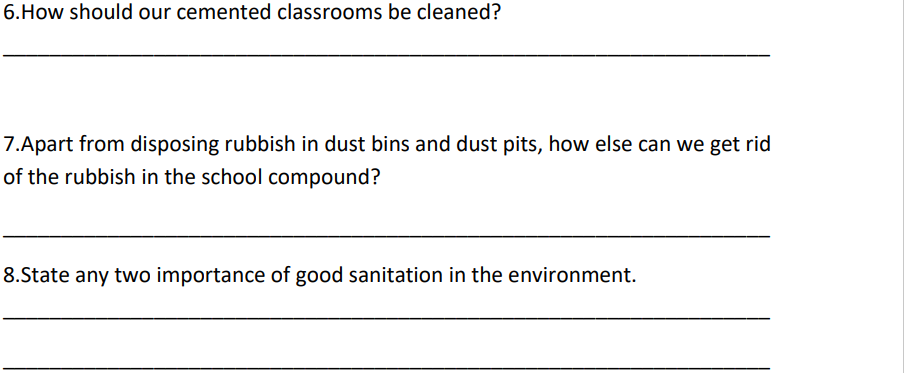 6.How should our cemented classrooms be cleaned?
7.Apart from disposing rubbish in dust bins and dust pits, how else can we get rid
of the rubbish in the school compound?
8.State any two importance of good sanitation in the environment.